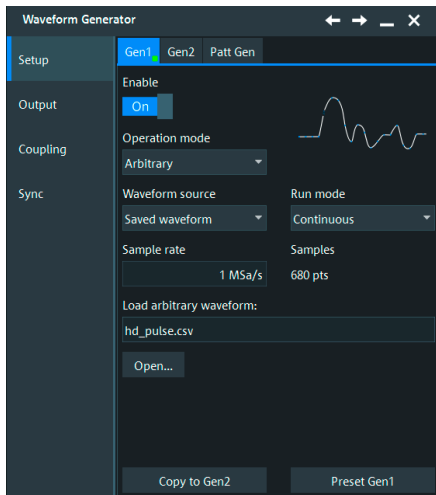 Waveform Generator
Setup
Output
Coupling
Sync
Gen1 Gen2 Patt Gen
Enable
On
Operation mode
Arbitrary
Waveform source Run mode
Saved waveform Continuous
Sample rate Samples
1 MSa/s 680 pts
Load arbitrary waveform:
hd_pulse.csv
Open...
Copy to Gen2 Preset Gen1